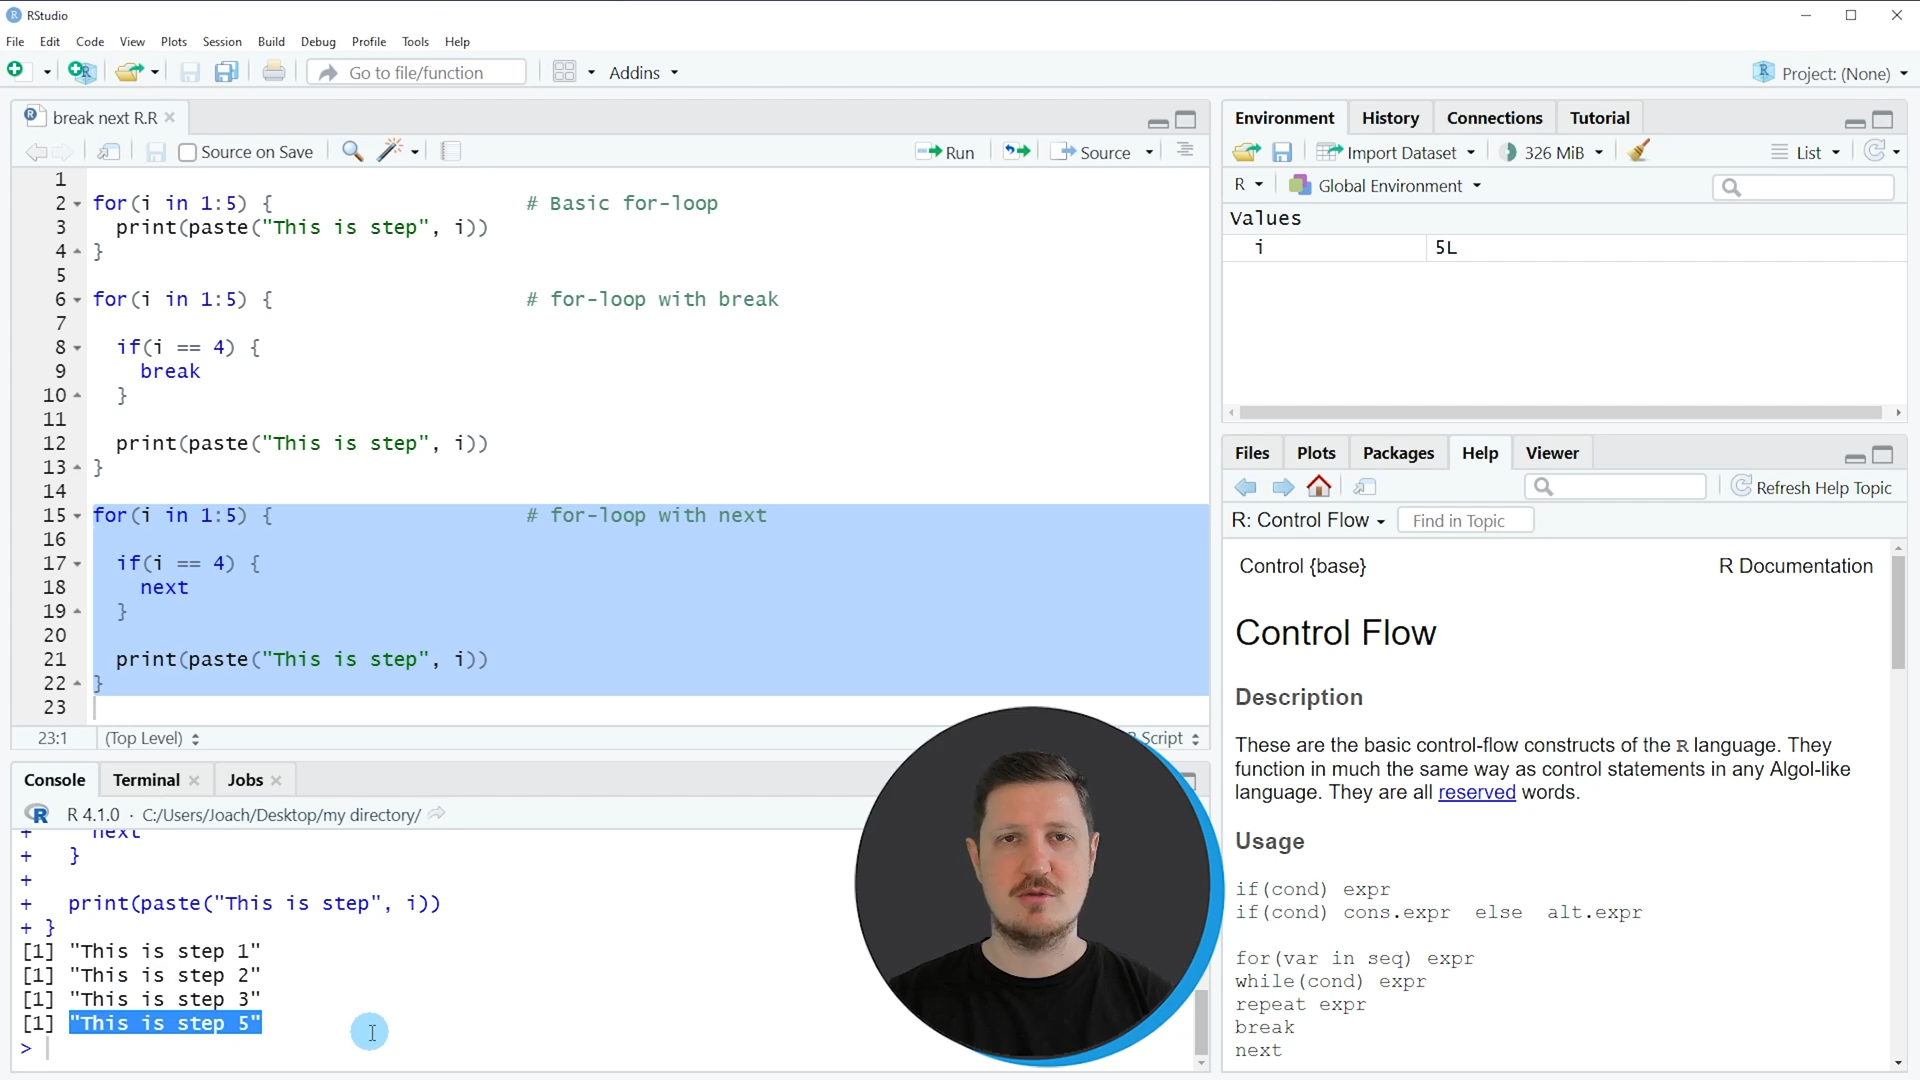 RStudio
File Edit Code View Plots Session Build Debug Profile Tools Help
Go to file/function Addins Project: (None)
break next R.R
Source on Save Run Source
1
2 for(i in 1:5) { # Basic for-loop
3 print(paste("This is step", i))
4 }
5
6 for(i in 1:5) { # for-loop with break
7
8 if(i == 4) {
9 break
10 }
11
12 print(paste("This is step", i))
13 }
14
15 for(i in 1:5) { # for-loop with next
16
17 if(i == 4) {
18 next
19 }
20
21 print(paste("This is step", i))
22 }
23
23:1 (Top Level) Script
Console Terminal Jobs
R 4.1.0 · C:/Users/Joach/Desktop/my directory/
+ next
+ }
+
+ print(paste("This is step", i))
+ }
[1] "This is step 1"
[1] "This is step 2"
[1] "This is step 3"
[1] "This is step 5"
>
Environment History Connections Tutorial
Import Dataset 326 MiB List
R Global Environment
Values
i 5L
Files Plots Packages Help Viewer
Refresh Help Topic
R: Control Flow Find in Topic
Control {base} R Documentation
Control Flow
Description
These are the basic control-flow constructs of the R language. They
function in much the same way as control statements in any Algol-like
language. They are all reserved words.
Usage
if(cond) expr
if(cond) cons.expr else alt.expr
for(var in seq) expr
while(cond) expr
repeat expr
break
next